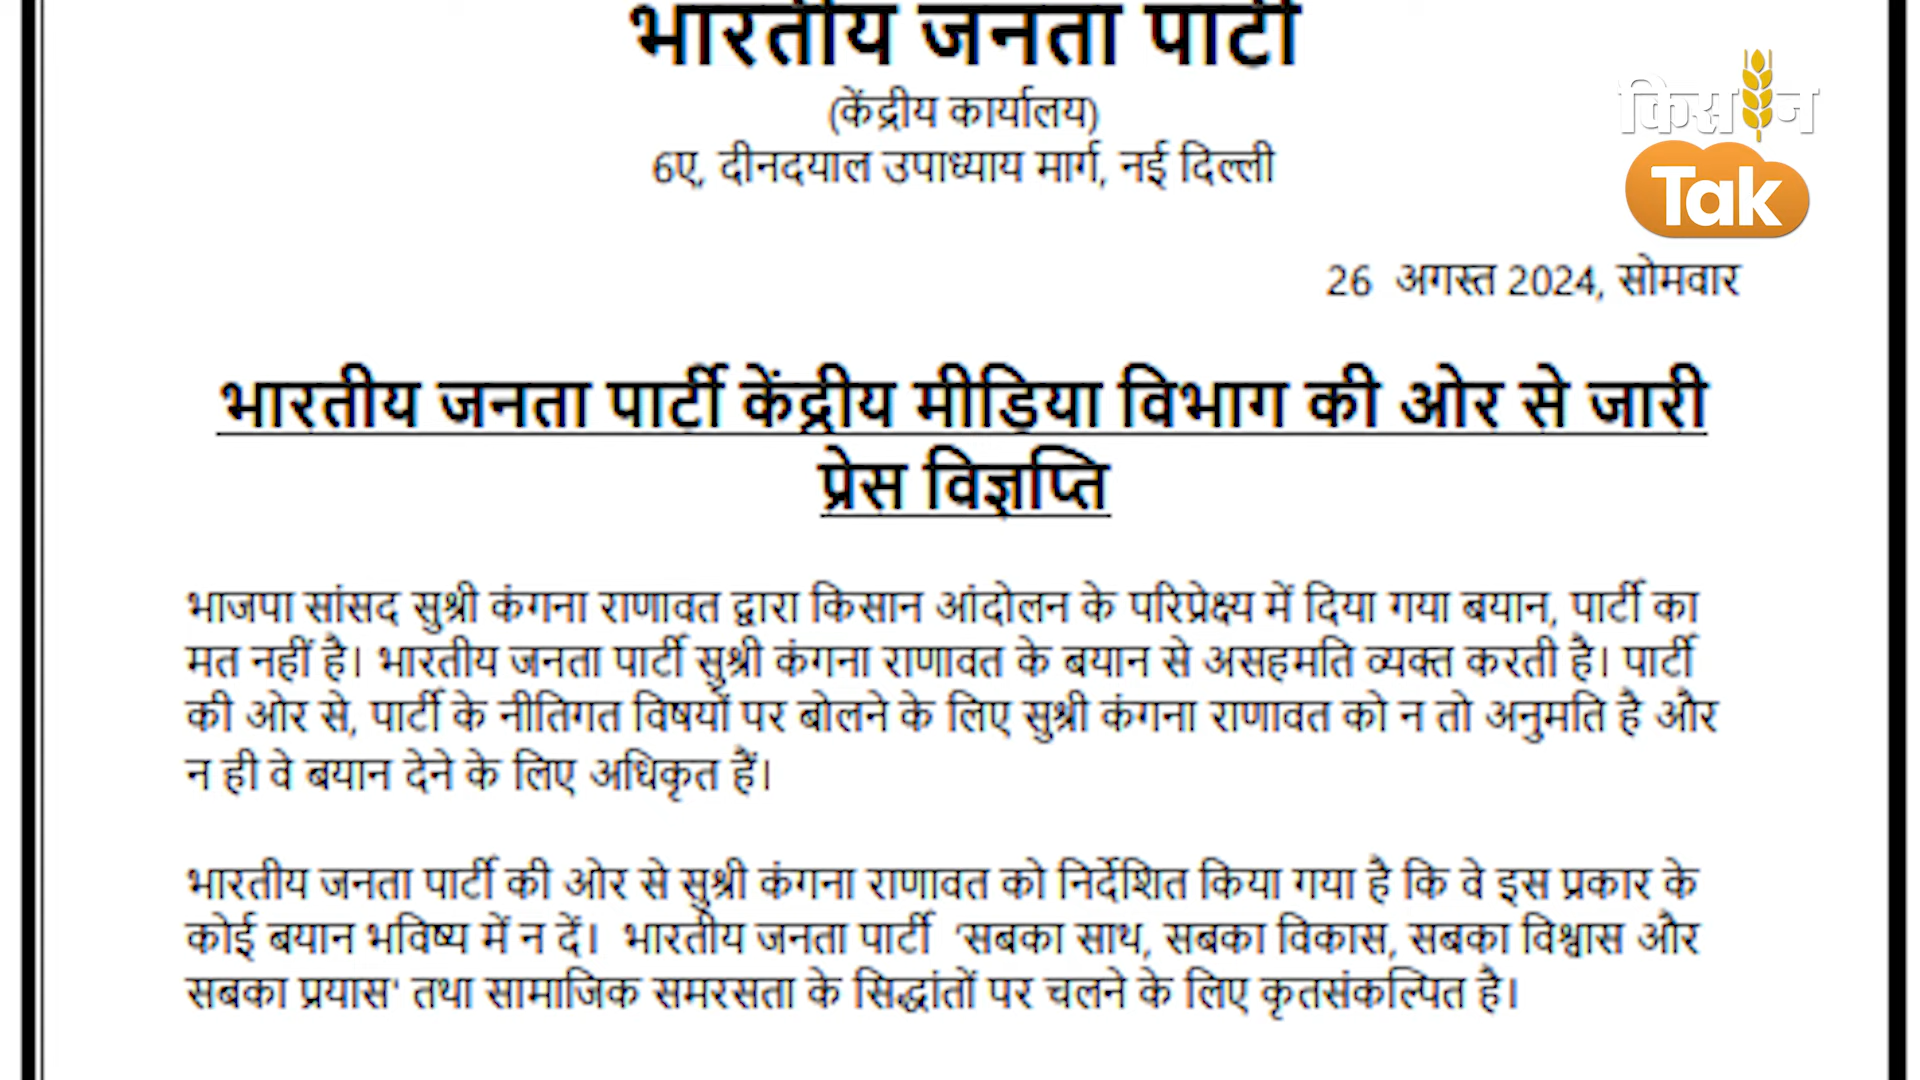 भारतीय जनता पार्टी
(केंद्रीय कार्यालय)
6ए, दीनदयाल उपाध्याय मार्ग, नई दिल्ली
किसान
Tak
26 अगस्त 2024, सोमवार
भारतीय जनता पार्टी केंद्रीय मीडिया विभाग की ओर से जारी
प्रेस विज्ञप्ति
भाजपा सांसद सुश्री कंगना राणावत द्वारा किसान आंदोलन के परिप्रेक्ष्य में दिया गया बयान, पार्टी का
मत नहीं है। भारतीय जनता पार्टी सुश्री कंगना राणावत के बयान से असहमति व्यक्त करती है। पार्टी
की ओर से, पार्टी के नीतिगत विषयों पर बोलने के लिए सुश्री कंगना राणावत को न तो अनुमति है और
न ही वे बयान देने के लिए अधिकृत हैं।
भारतीय जनता पार्टी की ओर से सुश्री कंगना राणावत को निर्देशित किया गया है कि वे इस प्रकार के
कोई बयान भविष्य में न दें। भारतीय जनता पार्टी ‘सबका साथ, सबका विकास, सबका विश्वास और
सबका प्रयास' तथा सामाजिक समरसता के सिद्धांतों पर चलने के लिए कृतसंकल्पित है।